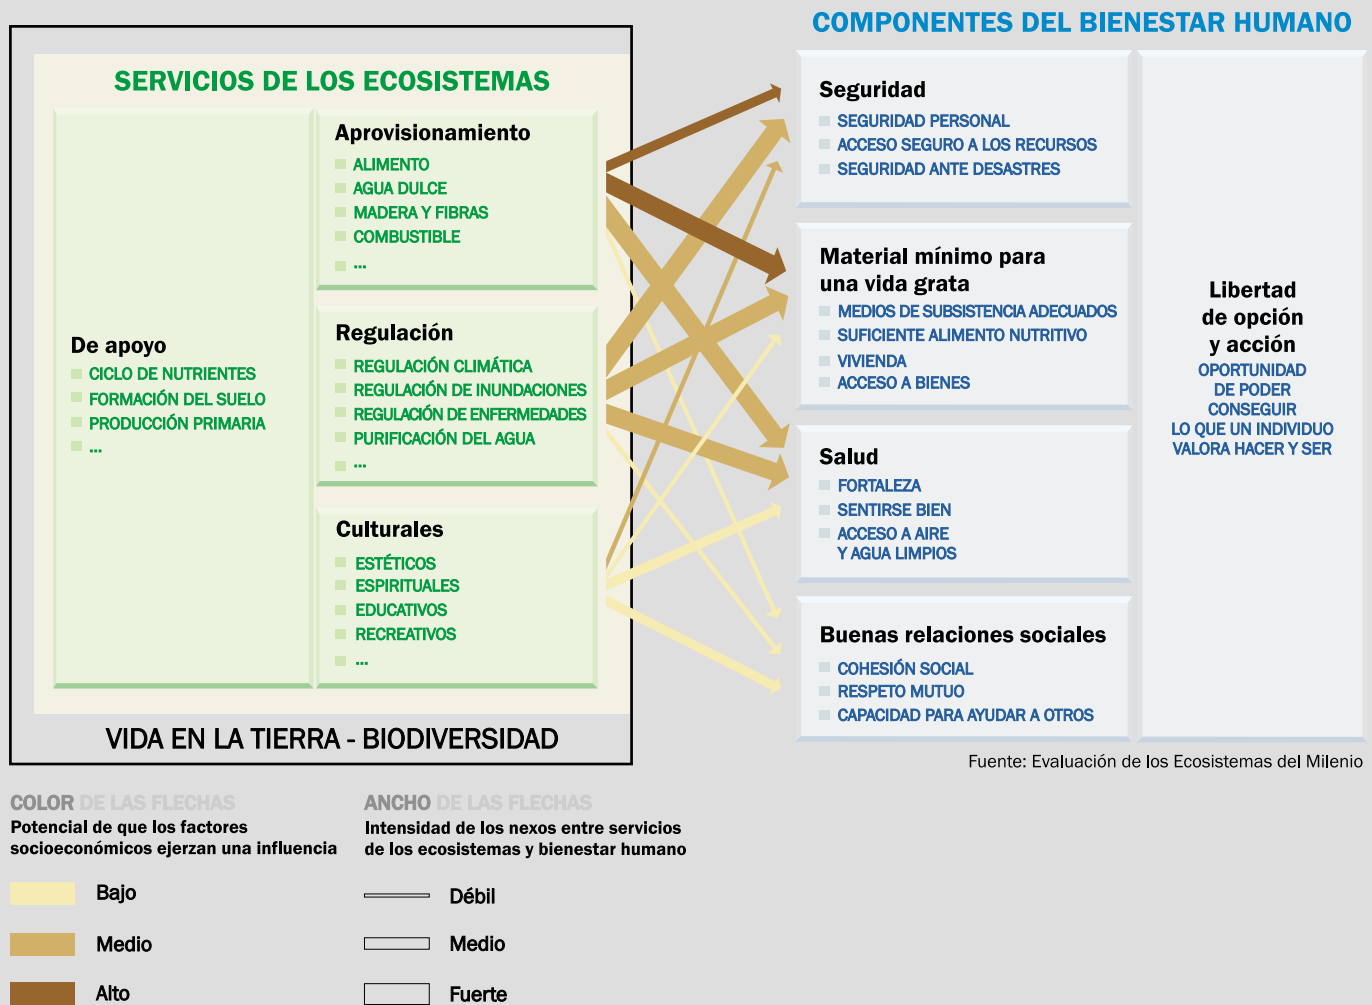 SERVICIOS DE LOS ECOSISTEMAS
De apoyo
CICLO DE NUTRIENTES
FORMACIÓN DEL SUELO
PRODUCCIÓN PRIMARIA
...
Aprovisionamiento
ALIMENTO
AGUA DULCE
MADERA Y FIBRAS
COMBUSTIBLE
...
Regulación
REGULACIÓN CLIMÁTICA
REGULACIÓN DE INUNDACIONES
REGULACIÓN DE ENFERMEDADES
PURIFICACIÓN DEL AGUA
...
Culturales
ESTÉTICOS
ESPIRITUALES
EDUCATIVOS
RECREATIVOS
...
VIDA EN LA TIERRA - BIODIVERSIDAD
COMPONENTES DEL BIENESTAR HUMANO
Seguridad
SEGURIDAD PERSONAL
ACCESO SEGURO A LOS RECURSOS
SEGURIDAD ANTE DESASTRES
Material mínimo para
una vida grata
MEDIOS DE SUBSISTENCIA ADECUADOS
SUFICIENTE ALIMENTO NUTRITIVO
VIVIENDA
ACCESO A BIENES
Salud
FORTALEZA
SENTIRSE BIEN
ACCESO A AIRE
Y AGUA LIMPIOS
Buenas relaciones sociales
COHESIÓN SOCIAL
RESPETO MUTUO
CAPACIDAD PARA AYUDAR A OTROS
Libertad
de opción
y acción
OPORTUNIDAD
DE PODER
CONSEGUIR
LO QUE UN INDIVIDUO
VALORA HACER Y SER
Fuente: Evaluación de los Ecosistemas del Milenio
COLOR DE LAS FLECHAS
Potencial de que los factores
socioeconómicos ejerzan una influencia
Bajo
Medio
Alto
ANCHO DE LAS FLECHAS
Intensidad de los nexos entre servicios
de los ecosistemas y bienestar humano
Débil
Medio
Fuerte